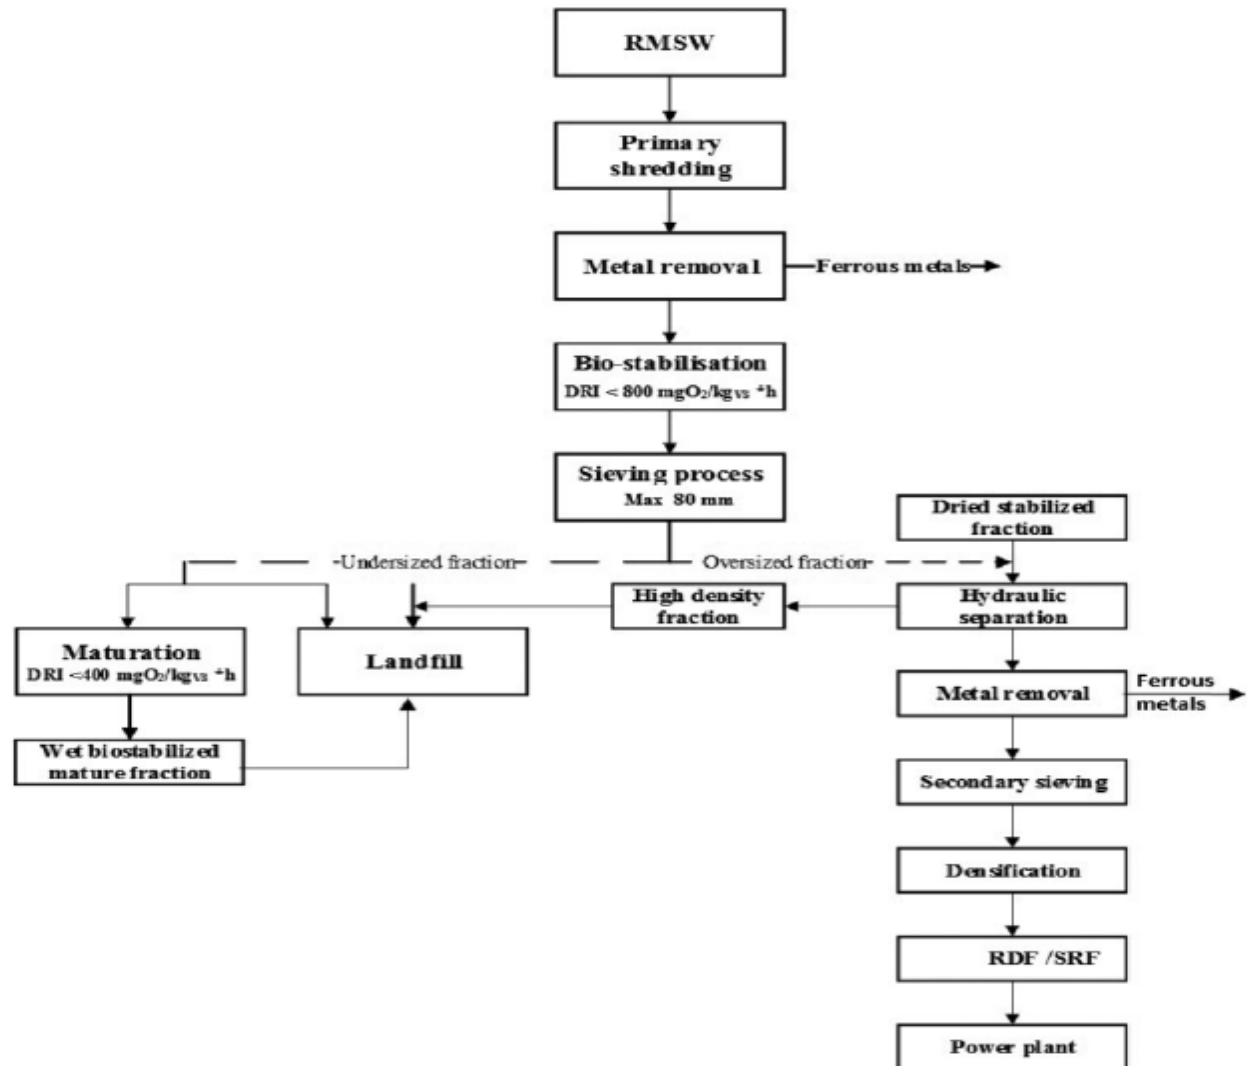 RMSW
Primary
shredding
Metal removal
Ferrous metals
Bio-stabilisation
DRI < 800 mgO₂/kgvs *h
Sieving process
Max 80 mm
Dried stabilized
fraction
Undersized fraction
Oversized fraction
High density
fraction
Hydraulic
separation
Maturation
DRI <400 mgO₂/kgvs *h
Landfill
Metal removal
Ferrous
metals
Wet biostabilized
mature fraction
Secondary sieving
Densification
RDF /SRF
Power plant